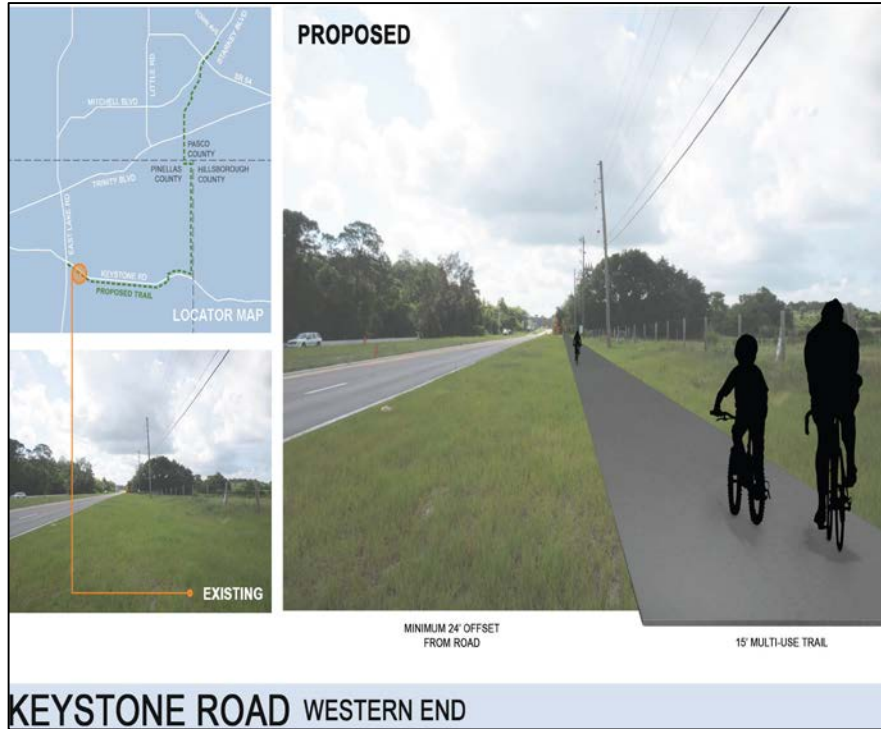 PROPOSED
LITTLE RD
STARKEY BLVD
SR 54
MITCHELL BLVD
PASCO
COUNTY
PINELLAS
COUNTY
HILLSBOROUGH
COUNTY
TRINITY BLVD
EAST LAKE RD
KEYSTONE RD
PROPOSED TRAIL
LOCATOR MAP
EXISTING
MINIMUM 24' OFFSET
FROM ROAD
15' MULTI-USE TRAIL
KEYSTONE ROAD WESTERN END